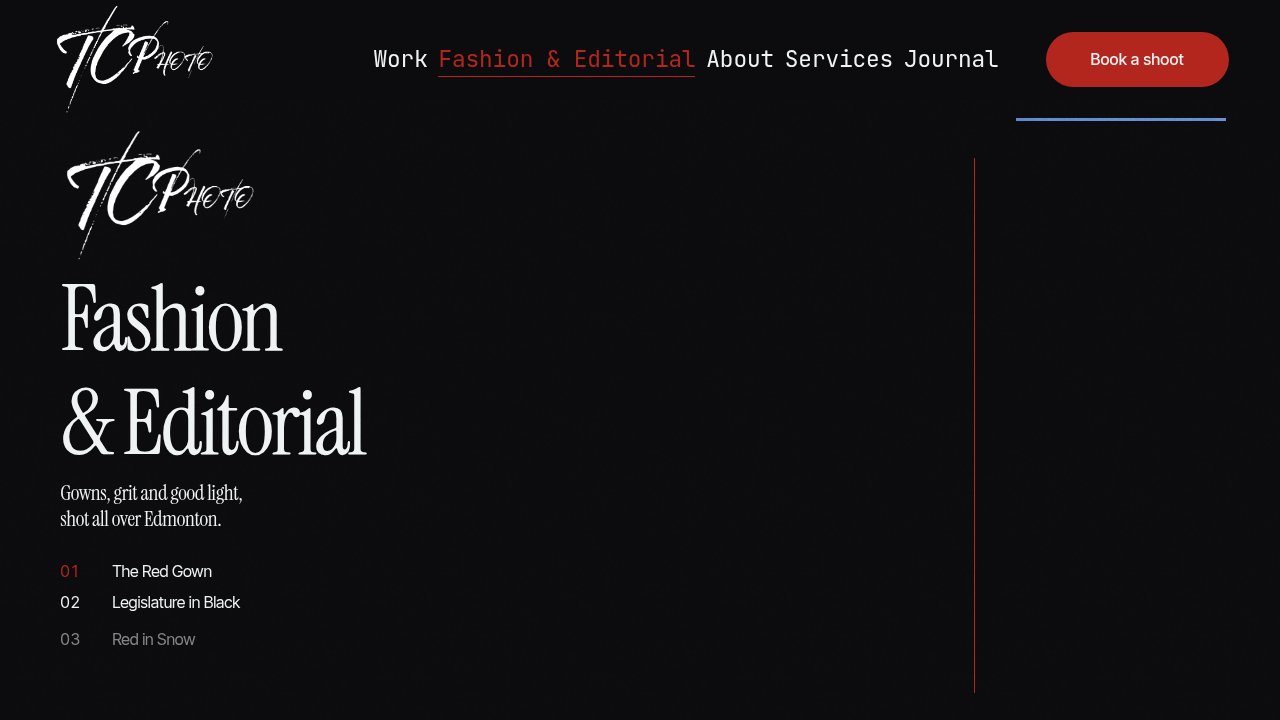 TCPhoto
Work Fashion & Editorial About Services Journal
Book a shoot
TCPhoto
Fashion
& Editorial
Gowns, grit and good light,
shot all over Edmonton.
01 The Red Gown
02 Legislature in Black
03 Red in Snow